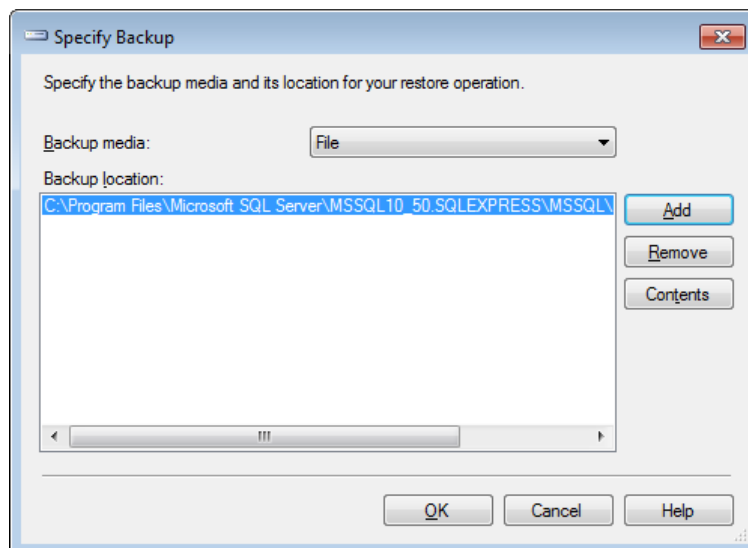 Specify Backup
Specify the backup media and its location for your restore operation.
Backup media:
File
Backup location:
C:\Program Files\Microsoft SQL Server\MSSQL10_50.SQLEXPRESS\MSSQL\
Add
Remove
Contents
OK
Cancel
Help